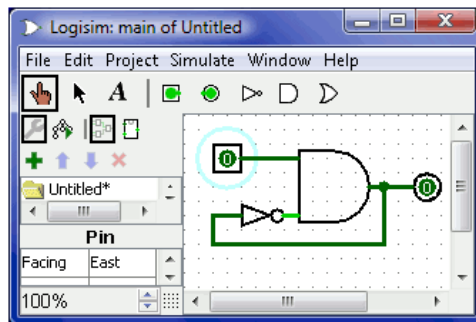 Logisim: main of Untitled
File Edit Project Simulate Window Help
A
Untitled*
Pin
Facing East
100%
0
0